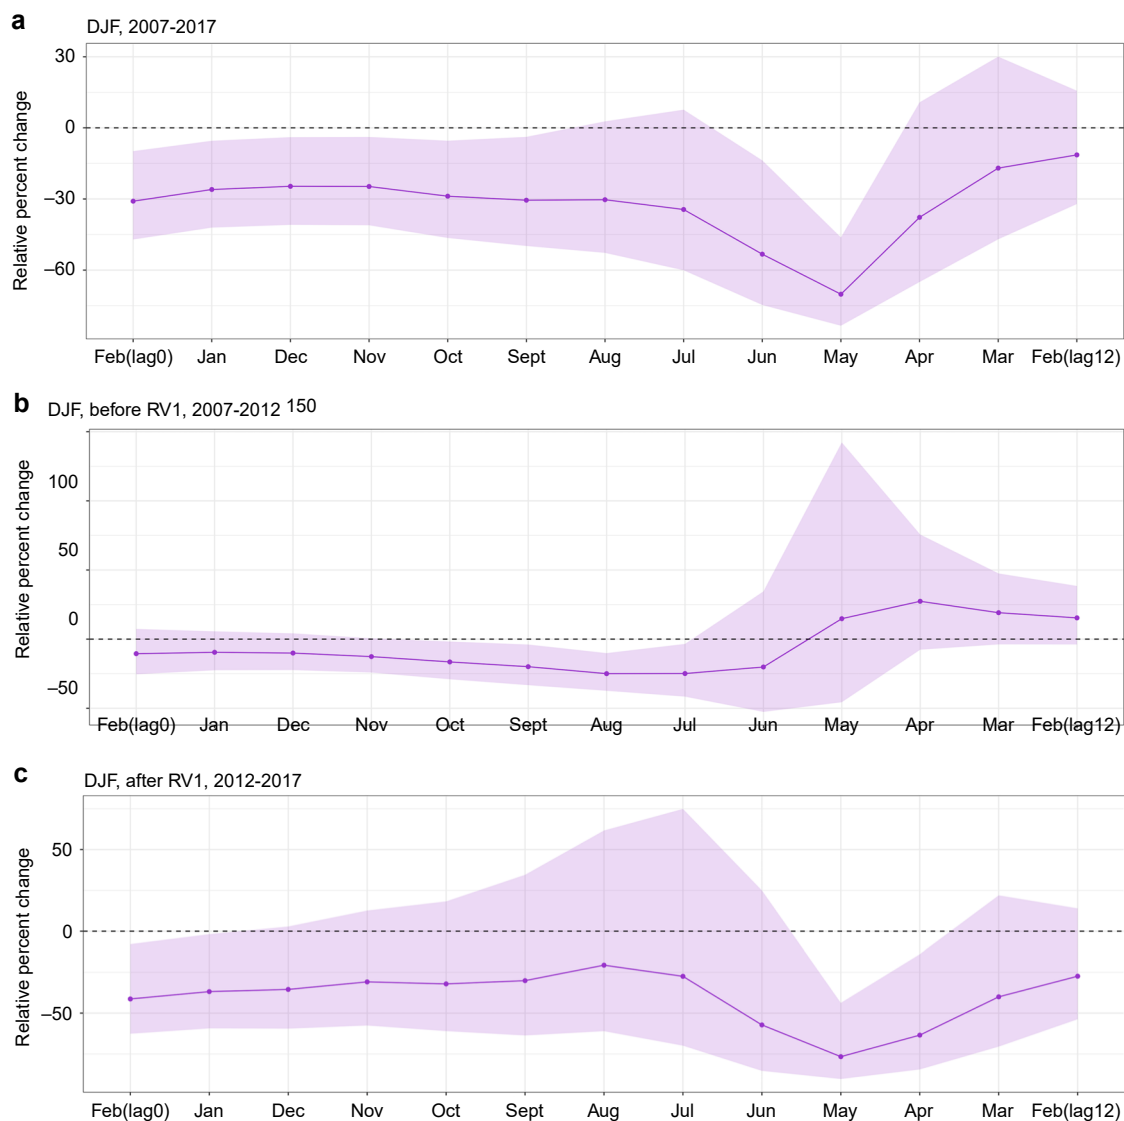 a
DJF, 2007-2017
Relative percent change
30
0
–30
–60
Feb(lag0) Jan Dec Nov Oct Sept Aug Jul Jun May Apr Mar Feb(lag12)
b
DJF, before RV1, 2007-2012 150
Relative percent change
100
50
0
–50
Feb(lag0) Jan Dec Nov Oct Sept Aug Jul Jun May Apr Mar Feb(lag12)
c
DJF, after RV1, 2012-2017
Relative percent change
50
0
–50
Feb(lag0) Jan Dec Nov Oct Sept Aug Jul Jun May Apr Mar Feb(lag12)